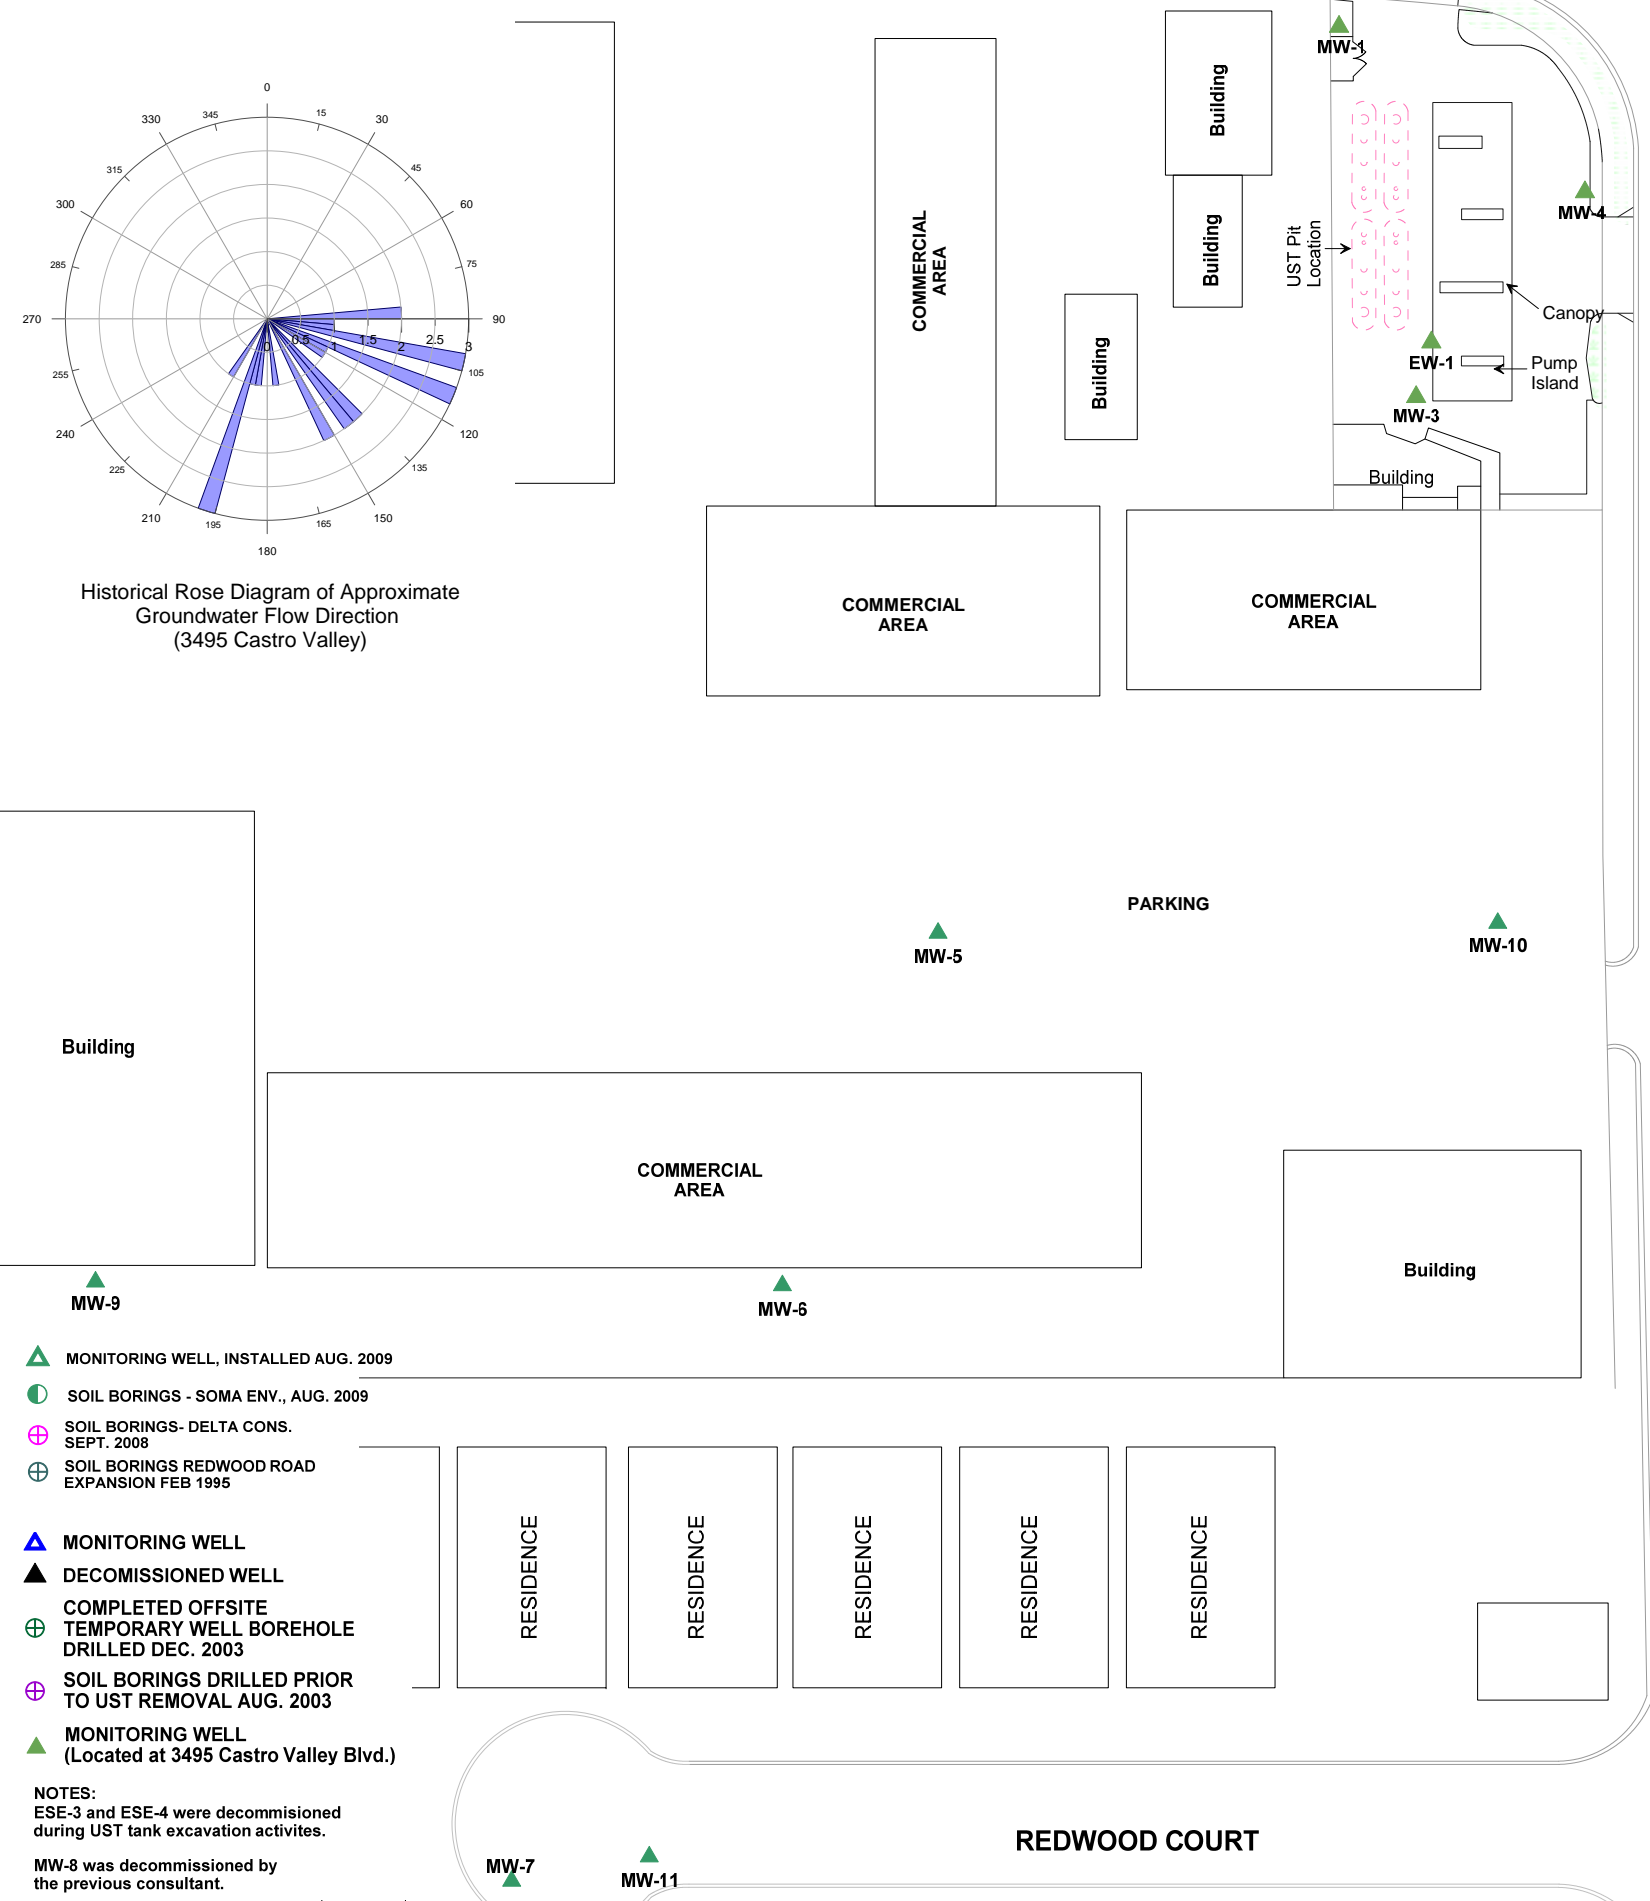 0
15
30
45
60
75
90
105
120
135
150
165
180
195
210
225
240
255
270
285
300
315
330
345
0
0.5
1
1.5
2
2.5
3
Historical Rose Diagram of Approximate
Groundwater Flow Direction
(3495 Castro Valley)
COMMERCIAL
AREA
Building
Building
Building
MW-1
MW-4
UST Pit
Location
Canopy
EW-1
Pump
Island
MW-3
Building
COMMERCIAL
AREA
COMMERCIAL
AREA
PARKING
MW-5
MW-10
Building
COMMERCIAL
AREA
Building
MW-9
MW-6
MONITORING WELL, INSTALLED AUG. 2009
SOIL BORINGS - SOMA ENV., AUG. 2009
SOIL BORINGS- DELTA CONS.
SEPT. 2008
SOIL BORINGS REDWOOD ROAD
EXPANSION FEB 1995
MONITORING WELL
DECOMISSIONED WELL
COMPLETED OFFSITE
TEMPORARY WELL BOREHOLE
DRILLED DEC. 2003
SOIL BORINGS DRILLED PRIOR
TO UST REMOVAL AUG. 2003
MONITORING WELL
(Located at 3495 Castro Valley Blvd.)
NOTES:
ESE-3 and ESE-4 were decommisioned
during UST tank excavation activites.
MW-8 was decommissioned by
the previous consultant.
RESIDENCE
RESIDENCE
RESIDENCE
RESIDENCE
RESIDENCE
REDWOOD COURT
MW-7
MW-11